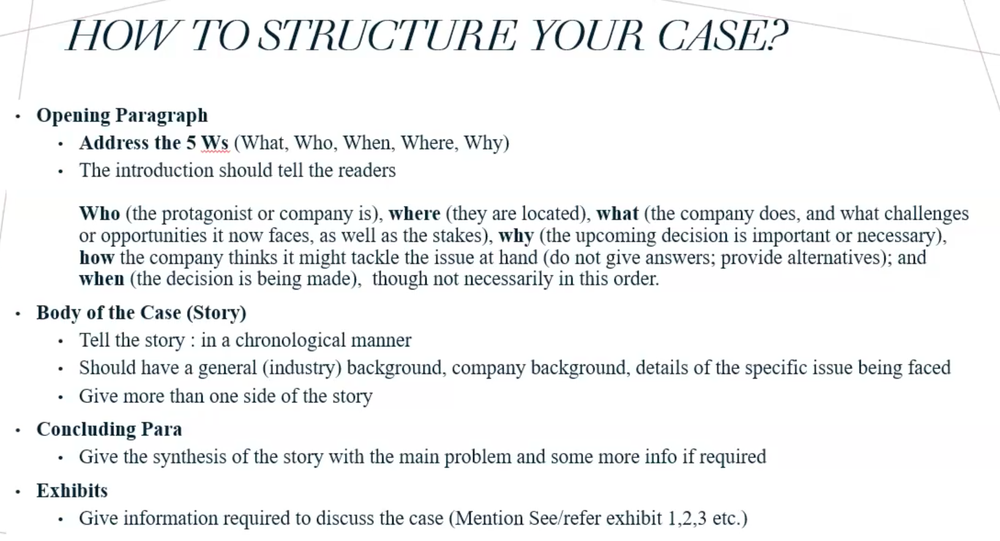 HOW TO STRUCTURE YOUR CASE?
• Opening Paragraph
• Address the 5 Ws (What, Who, When, Where, Why)
• The introduction should tell the readers
Who (the protagonist or company is), where (they are located), what (the company does, and what challenges
or opportunities it now faces, as well as the stakes), why (the upcoming decision is important or necessary),
how the company thinks it might tackle the issue at hand (do not give answers; provide alternatives); and
when (the decision is being made),  though not necessarily in this order.
• Body of the Case (Story)
• Tell the story : in a chronological manner
• Should have a general (industry) background, company background, details of the specific issue being faced
• Give more than one side of the story
• Concluding Para
• Give the synthesis of the story with the main problem and some more info if required
• Exhibits
• Give information required to discuss the case (Mention See/refer exhibit 1,2,3 etc.)